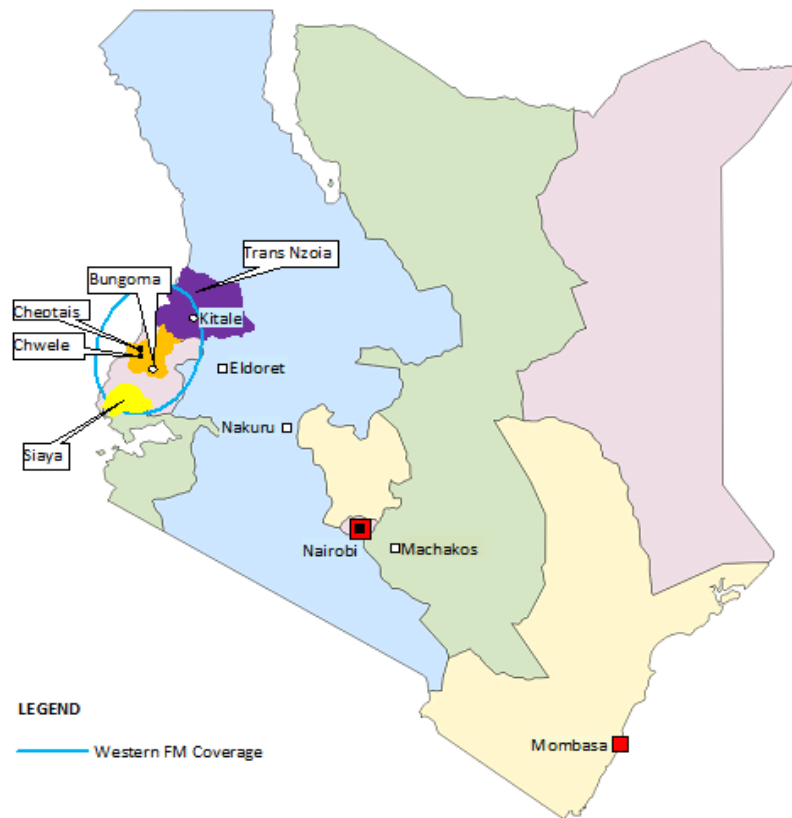 Trans Nzoia
Bungoma
Cheptais
Chwele
Kitale
Eldoret
Siaya
Nakuru
Nairobi
Machakos
LEGEND
Western FM Coverage
Mombasa